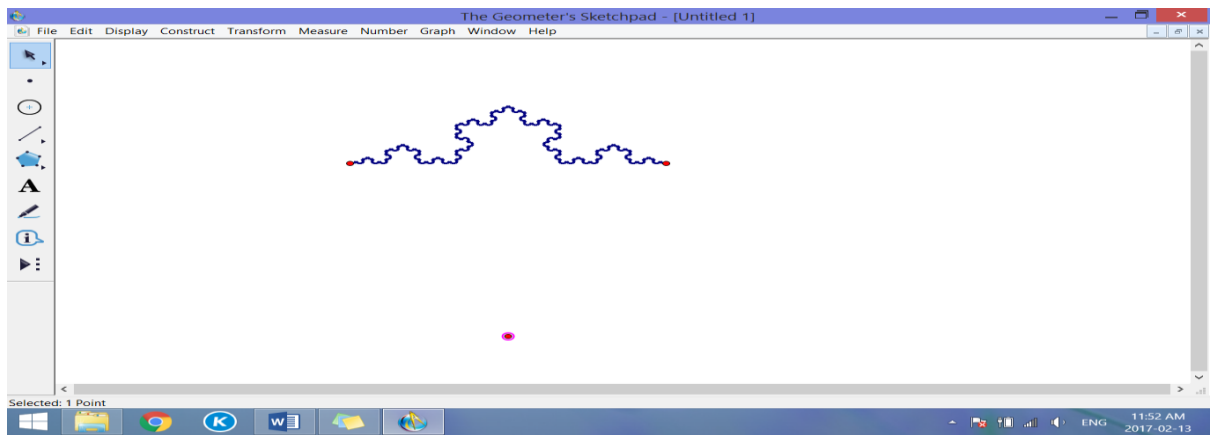 The Geometer's Sketchpad - [Untitled 1]
File Edit Display Construct Transform Measure Number Graph Window Help
A
i
Selected: 1 Point
K
W
ENG
11:52 AM
2017-02-13